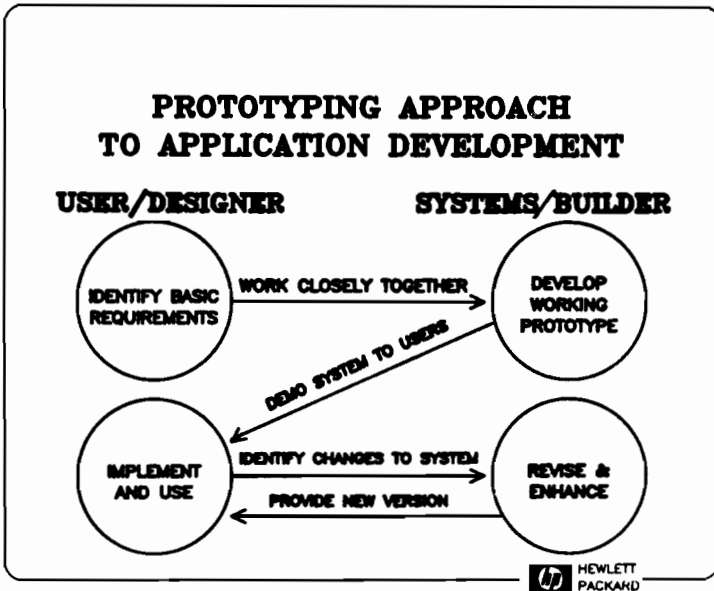 PROTOTYPING APPROACH
TO APPLICATION DEVELOPMENT
USER/DESIGNER
SYSTEMS/BUILDER
IDENTIFY BASIC
REQUIREMENTS
WORK CLOSELY TOGETHER
DEVELOP
WORKING
PROTOTYPE
DEMO SYSTEM TO USERS
IMPLEMENT
AND USE
IDENTIFY CHANGES TO SYSTEM
PROVIDE NEW VERSION
REVISE &
ENHANCE
hp
HEWLETT
PACKARD